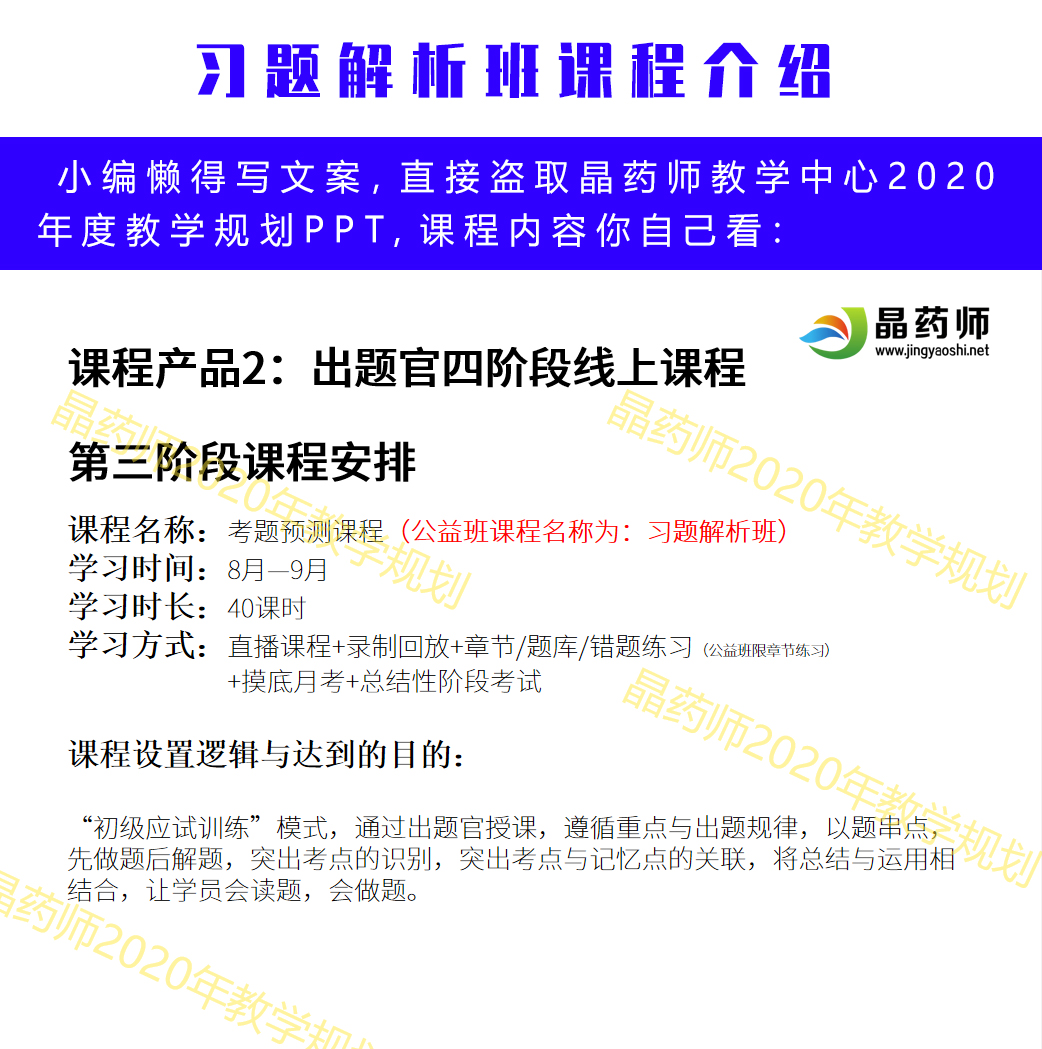 习题解析班课程介绍
小编懒得写文案, 直接盗取晶药师教学中心2020
年度教学规划PPT, 课程内容你自己看:
晶药师
www.jingyaoshi.net
课程产品2：出题官四阶段线上课程
第三阶段课程安排
课程名称：考题预测课程（公益班课程名称为：习题解析班）
学习时间：8月—9月
学习时长：40课时
学习方式：直播课程+录制回放+章节/题库/错题练习（公益班限章节练习）
+摸底月考+总结性阶段考试
课程设置逻辑与达到的目的：
“初级应试训练”模式，通过出题官授课，遵循重点与出题规律，以题串点，
先做题后解题，突出考点的识别，突出考点与记忆点的关联，将总结与运用相
结合，让学员会读题，会做题。
晶药师2020年教学规划
晶药师2020年教学规划
晶药师2020年教学规划
晶药师2020年教学规划